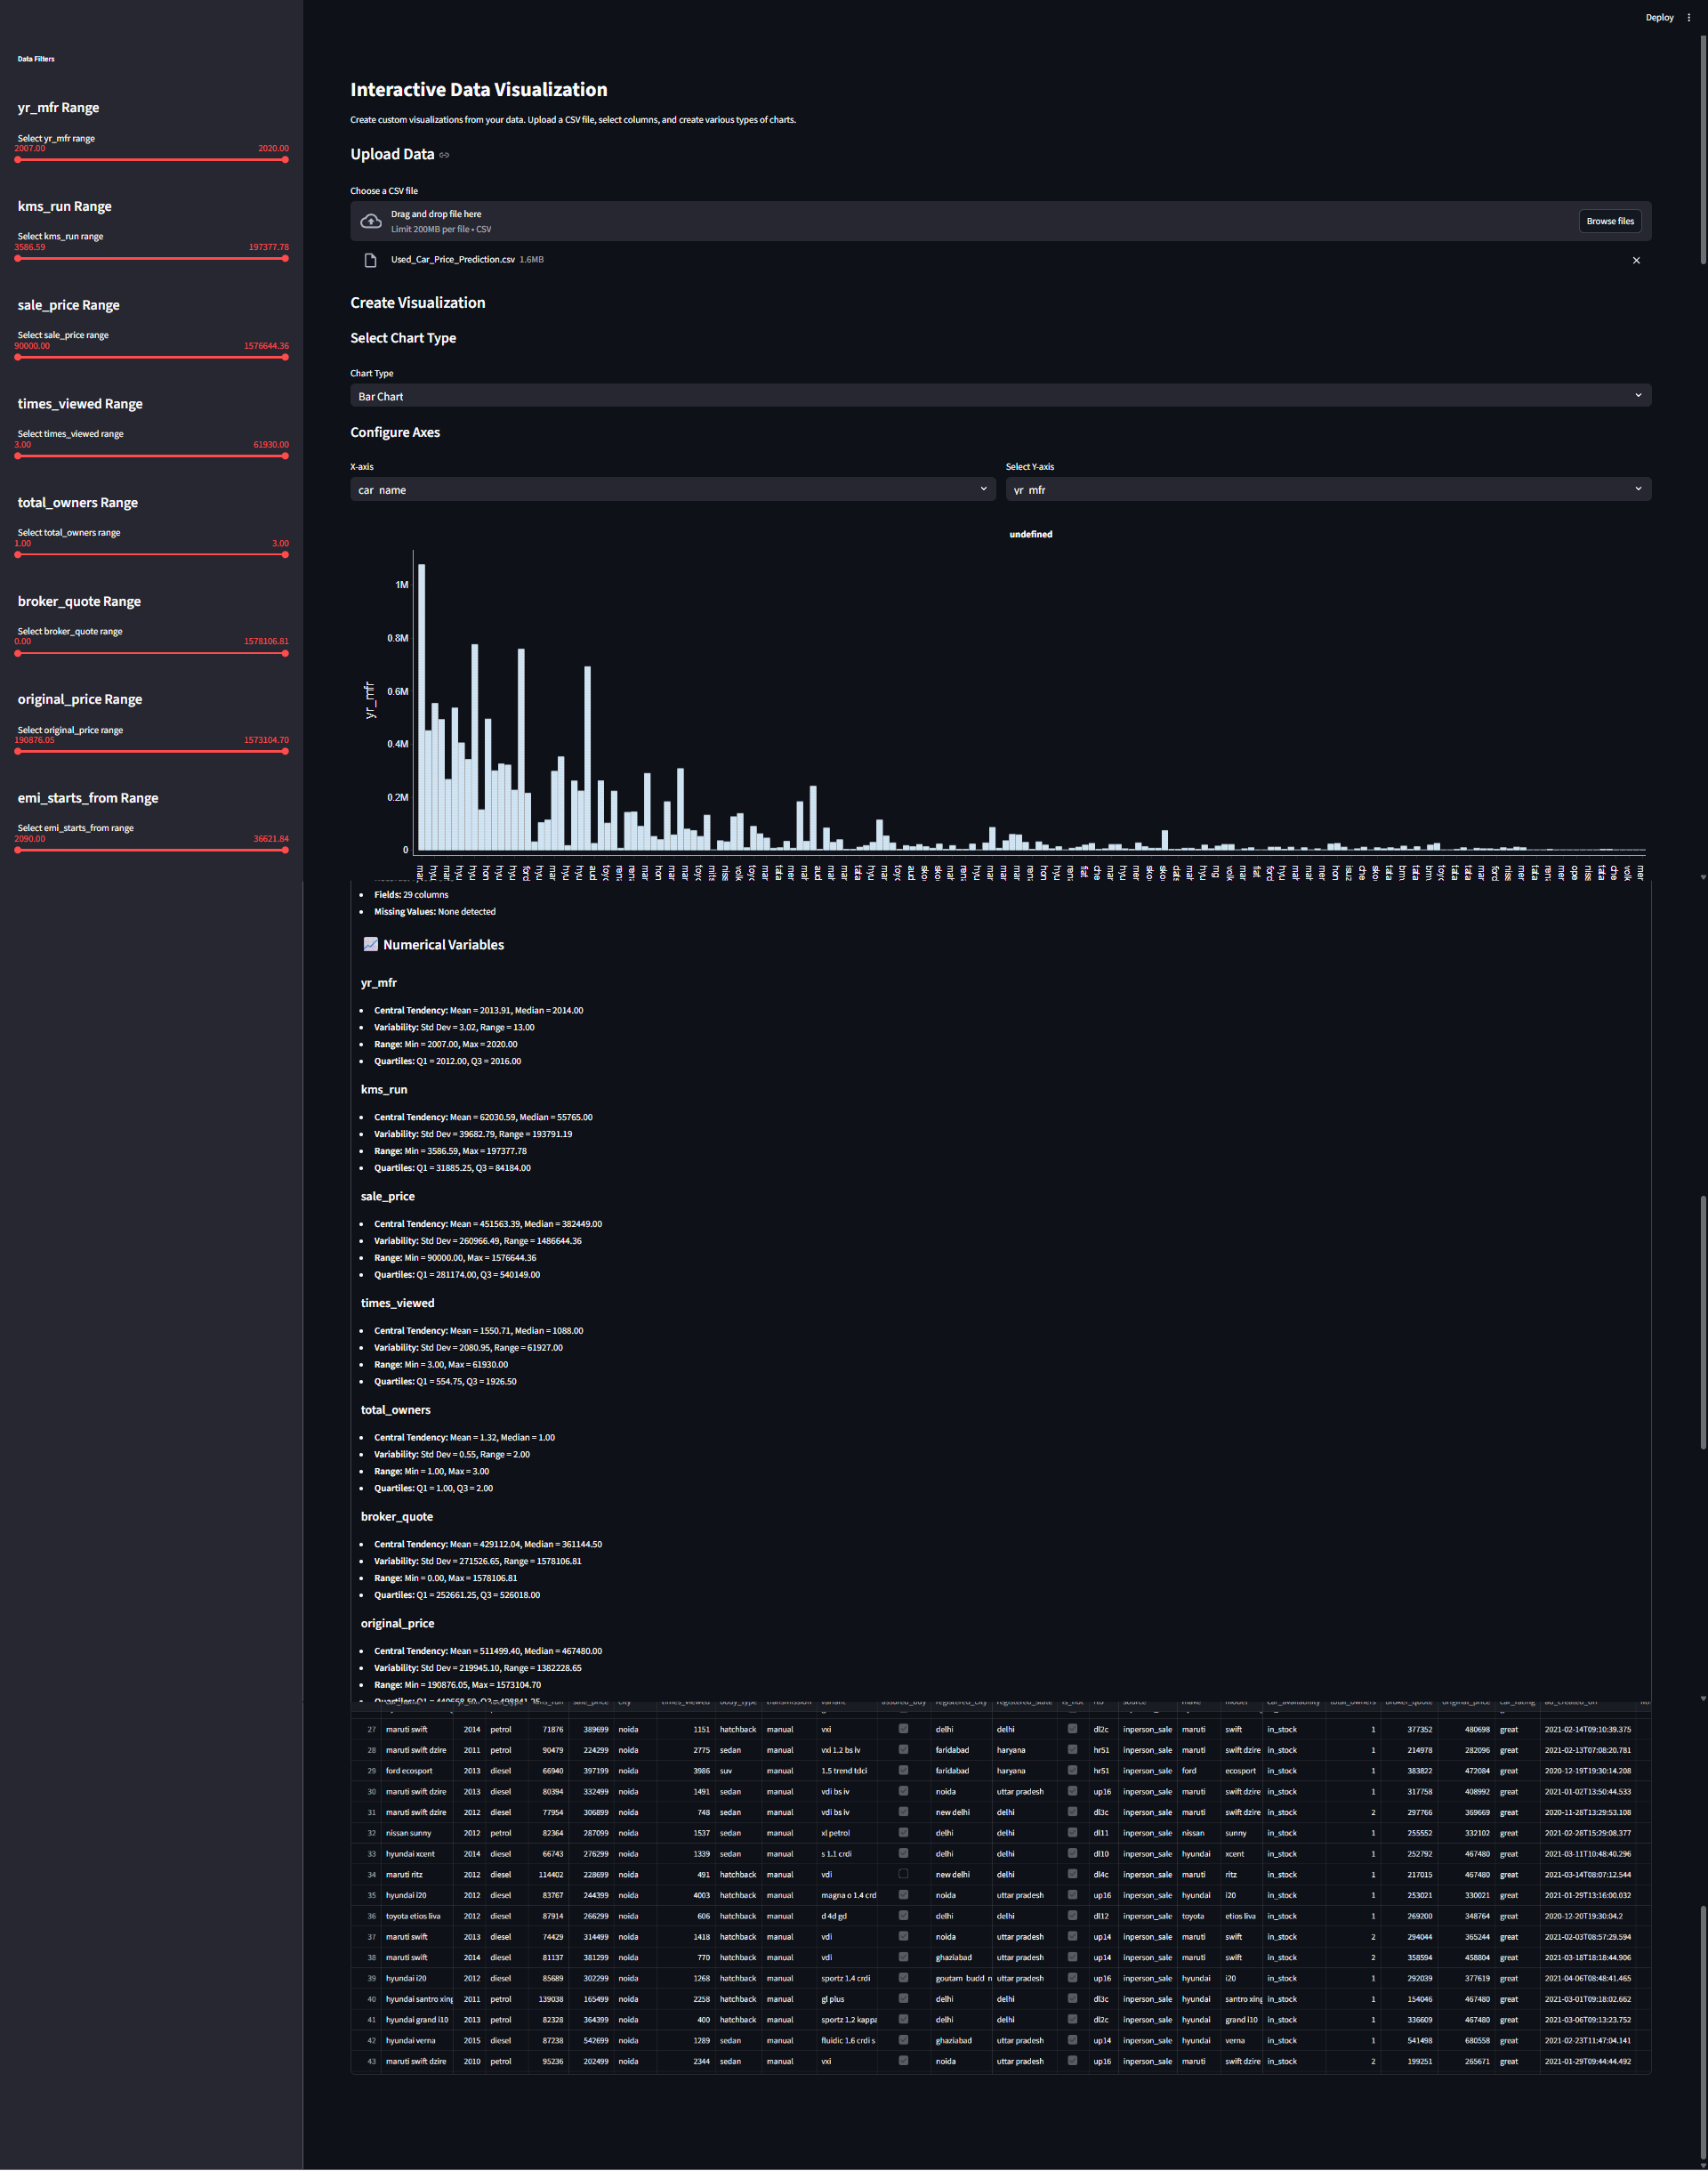 Deploy
Data Filters
yr_mfr Range
Select yr_mfr range
2007.00 2020.00
kms_run Range
Select kms_run range
3586.59 197377.78
sale_price Range
Select sale_price range
90000.00 1576644.36
times_viewed Range
Select times_viewed range
3.00 61930.00
total_owners Range
Select total_owners range
1.00 3.00
broker_quote Range
Select broker_quote range
0.00 1578106.81
original_price Range
Select original_price range
190876.05 1573104.70
emi_starts_from Range
Select emi_starts_from range
2090.00 36621.84
Interactive Data Visualization
Create custom visualizations from your data. Upload a CSV file, select columns, and create various types of charts.
Upload Data
Choose a CSV file
Drag and drop file here
Limit 200MB per file • CSV
Browse files
Used_Car_Price_Prediction.csv 1.6MB
Create Visualization
Select Chart Type
Chart Type
Bar Chart
Configure Axes
X-axis Select Y-axis
car_name yr_mfr
undefined
1M
0.8M
0.6M
0.4M
0.2M
0
yr_mfr
Fields: 29 columns
Missing Values: None detected
Numerical Variables
yr_mfr
Central Tendency: Mean = 2013.91, Median = 2014.00
Variability: Std Dev = 3.02, Range = 13.00
Range: Min = 2007.00, Max = 2020.00
Quartiles: Q1 = 2012.00, Q3 = 2016.00
kms_run
Central Tendency: Mean = 62030.59, Median = 55765.00
Variability: Std Dev = 39682.79, Range = 193791.19
Range: Min = 3586.59, Max = 197377.78
Quartiles: Q1 = 31885.25, Q3 = 84184.00
sale_price
Central Tendency: Mean = 451563.39, Median = 382449.00
Variability: Std Dev = 260966.49, Range = 1486644.36
Range: Min = 90000.00, Max = 1576644.36
Quartiles: Q1 = 281174.00, Q3 = 540149.00
times_viewed
Central Tendency: Mean = 1550.71, Median = 1088.00
Variability: Std Dev = 2080.95, Range = 61927.00
Range: Min = 3.00, Max = 61930.00
Quartiles: Q1 = 554.75, Q3 = 1926.50
total_owners
Central Tendency: Mean = 1.32, Median = 1.00
Variability: Std Dev = 0.55, Range = 2.00
Range: Min = 1.00, Max = 3.00
Quartiles: Q1 = 1.00, Q3 = 2.00
broker_quote
Central Tendency: Mean = 429112.04, Median = 361144.50
Variability: Std Dev = 271526.65, Range = 1578106.81
Range: Min = 0.00, Max = 1578106.81
Quartiles: Q1 = 252661.25, Q3 = 526018.00
original_price
Central Tendency: Mean = 511499.40, Median = 467480.00
Variability: Std Dev = 219945.10, Range = 1382228.65
Range: Min = 190876.05, Max = 1573104.70
27 maruti swift 2014 petrol 71876 389699 noida 1151 hatchback manual vxi delhi delhi dl2c inperson_sale maruti swift in_stock 1 377352 480698 great 2021-02-14T09:10:39.375
28 maruti swift dzire 2011 petrol 90479 224299 noida 2775 sedan manual vxi 1.2 bs iv faridabad haryana hr51 inperson_sale maruti swift dzire in_stock 1 214978 282096 great 2021-02-13T07:08:20.781
29 ford ecosport 2013 diesel 66940 397199 noida 3986 suv manual 1.5 trend tdci faridabad haryana hr51 inperson_sale ford ecosport in_stock 1 383822 472084 great 2020-12-19T19:30:14.208
30 maruti swift dzire 2013 diesel 80394 332499 noida 1491 sedan manual vdi bs iv noida uttar pradesh up16 inperson_sale maruti swift dzire in_stock 1 317758 408992 great 2021-01-02T13:50:44.533
31 maruti swift dzire 2012 diesel 77954 306899 noida 748 sedan manual vdi bs iv new delhi delhi dl3c inperson_sale maruti swift dzire in_stock 2 297766 369669 great 2020-11-28T13:29:53.108
32 nissan sunny 2012 petrol 82364 287099 noida 1537 sedan manual xl petrol delhi delhi dl11 inperson_sale nissan sunny in_stock 1 255552 332102 great 2021-02-28T15:29:08.377
33 hyundai xcent 2014 diesel 66743 276299 noida 1339 sedan manual s 1.1 crdi delhi delhi dl10 inperson_sale hyundai xcent in_stock 1 252792 467480 great 2021-03-11T10:48:40.296
34 maruti ritz 2012 diesel 114402 228699 noida 491 hatchback manual vdi new delhi delhi dl4c inperson_sale maruti ritz in_stock 1 217015 467480 great 2021-03-14T08:07:12.544
35 hyundai i20 2012 diesel 83767 244399 noida 4003 hatchback manual magna o 1.4 crd noida uttar pradesh up16 inperson_sale hyundai i20 in_stock 1 253021 330021 great 2021-01-29T13:16:00.032
36 toyota etios liva 2012 diesel 87914 266299 noida 606 hatchback manual d 4d gd delhi delhi dl12 inperson_sale toyota etios liva in_stock 1 269200 348764 great 2020-12-20T19:30:04.2
37 maruti swift 2013 diesel 74429 314499 noida 1418 hatchback manual vdi noida uttar pradesh up14 inperson_sale maruti swift in_stock 2 294044 365244 great 2021-02-03T08:57:29.594
38 maruti swift 2014 diesel 81137 381299 noida 770 hatchback manual vdi ghaziabad uttar pradesh up14 inperson_sale maruti swift in_stock 2 358594 458804 great 2021-03-18T18:18:44.906
39 hyundai i20 2012 diesel 85689 302299 noida 1268 hatchback manual sportz 1.4 crdi goutam budd n uttar pradesh up16 inperson_sale hyundai i20 in_stock 1 292039 377619 great 2021-04-06T08:48:41.465
40 hyundai santro xing 2011 petrol 139038 165499 noida 2258 hatchback manual gl plus delhi delhi dl3c inperson_sale hyundai santro xing in_stock 1 154046 467480 great 2021-03-01T09:18:02.662
41 hyundai grand i10 2013 petrol 82328 364399 noida 400 hatchback manual sportz 1.2 kappa delhi delhi dl2c inperson_sale hyundai grand i10 in_stock 1 336609 467480 great 2021-03-06T09:13:23.752
42 hyundai verna 2015 diesel 87238 542699 noida 1289 sedan manual fluidic 1.6 crdi s ghaziabad uttar pradesh up14 inperson_sale hyundai verna in_stock 1 541498 680558 great 2021-02-23T11:47:04.141
43 maruti swift dzire 2010 petrol 95236 202499 noida 2344 sedan manual vxi noida uttar pradesh up16 inperson_sale maruti swift dzire in_stock 2 199251 265671 great 2021-01-29T09:44:44.492